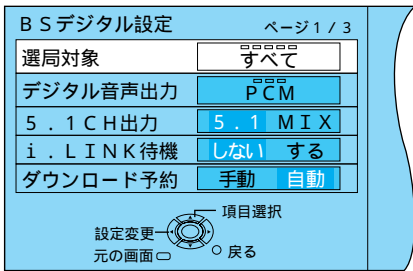 ＢＳデジタル設定 ページ１／３
選局対象 すべて
デジタル音声出力 ＰＣＭ
５．１ＣＨ出力 ５．１ ＭＩＸ
ｉ．ＬＩＮＫ待機 しない する
ダウンロード予約 手動 自動
項目選択
設定変更
元の画面 戻る